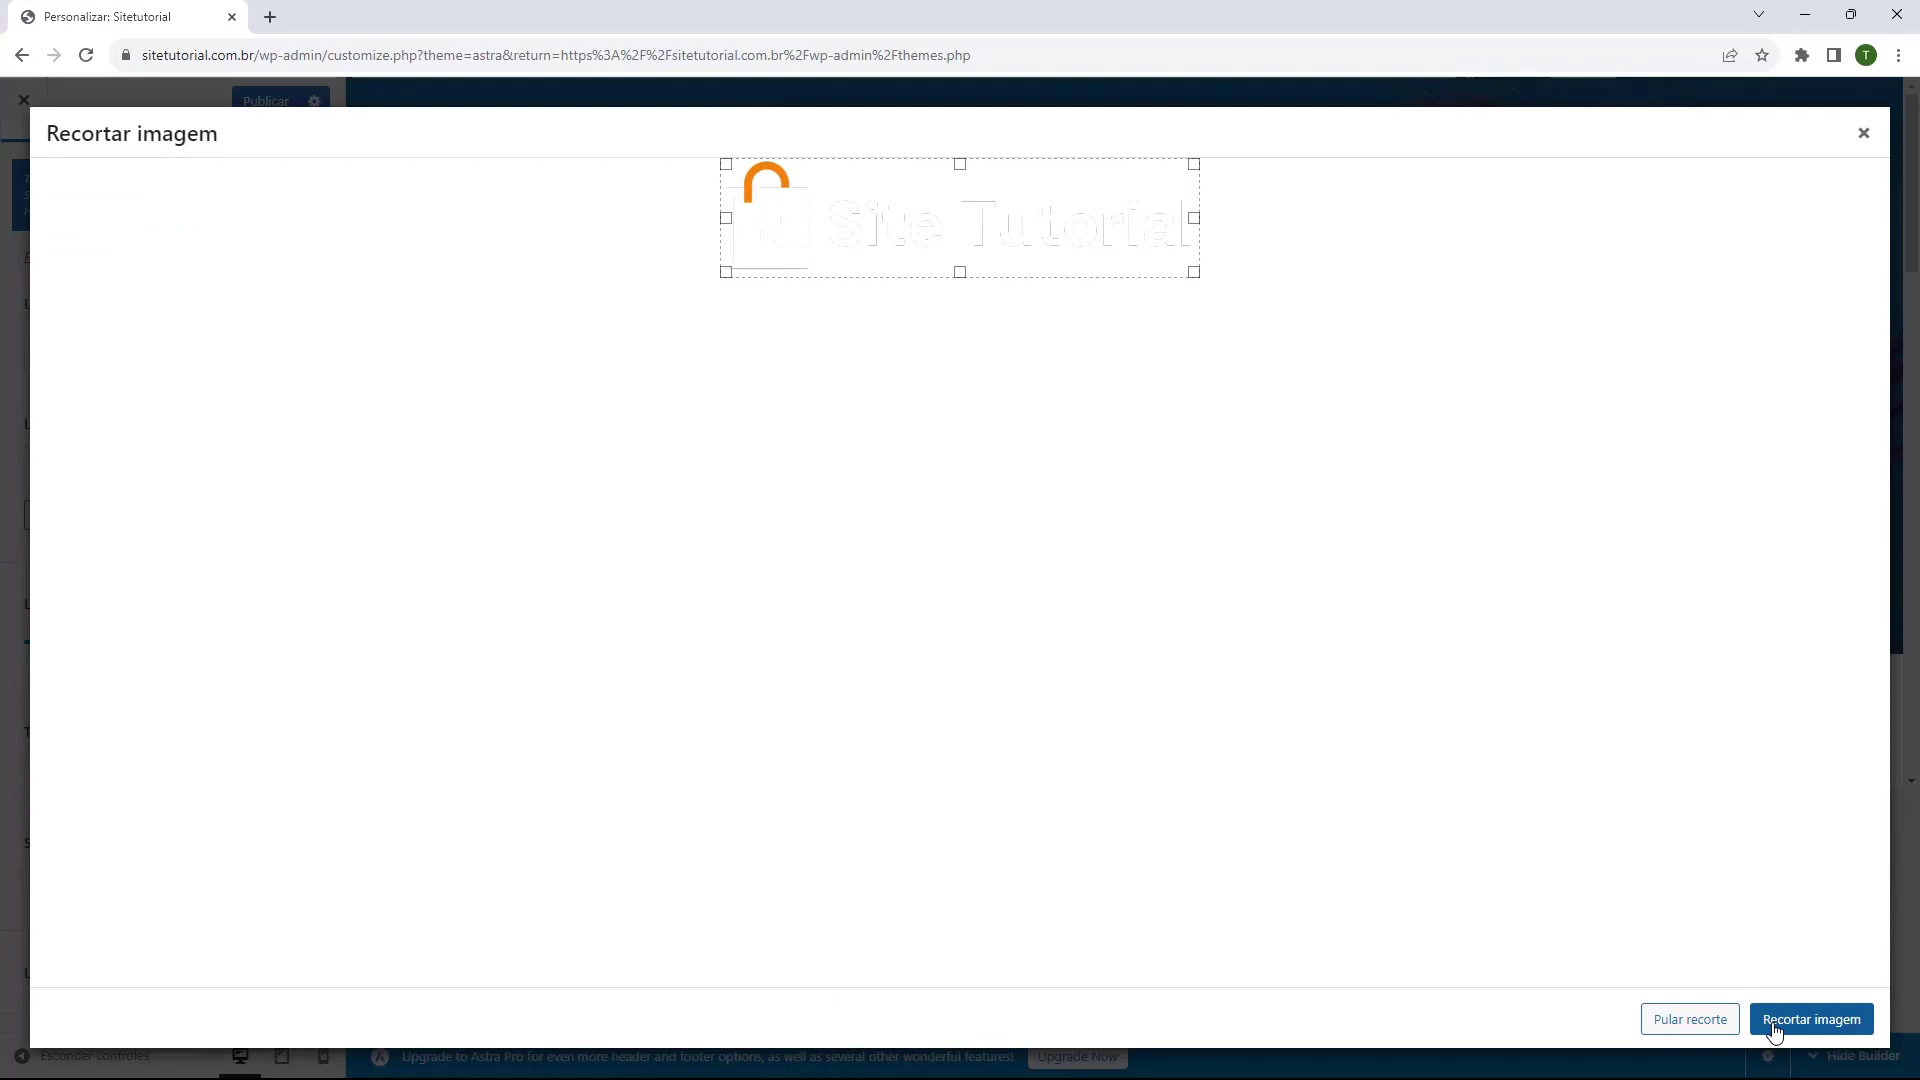 Personalizar: Sitetutorial
sitetutorial.com.br/wp-admin/customize.php?theme=astra&return=https%3A%2F%2Fsitetutorial.com.br%2Fwp-admin%2Fthemes.php
T
Publicar
Recortar imagem
Site Tutorial
Pular recorte
Recortar imagem
Esconder controles
Upgrade to Astra Pro for even more header and footer options, as well as several other wonderful features!
Upgrade Now
Hide Builder